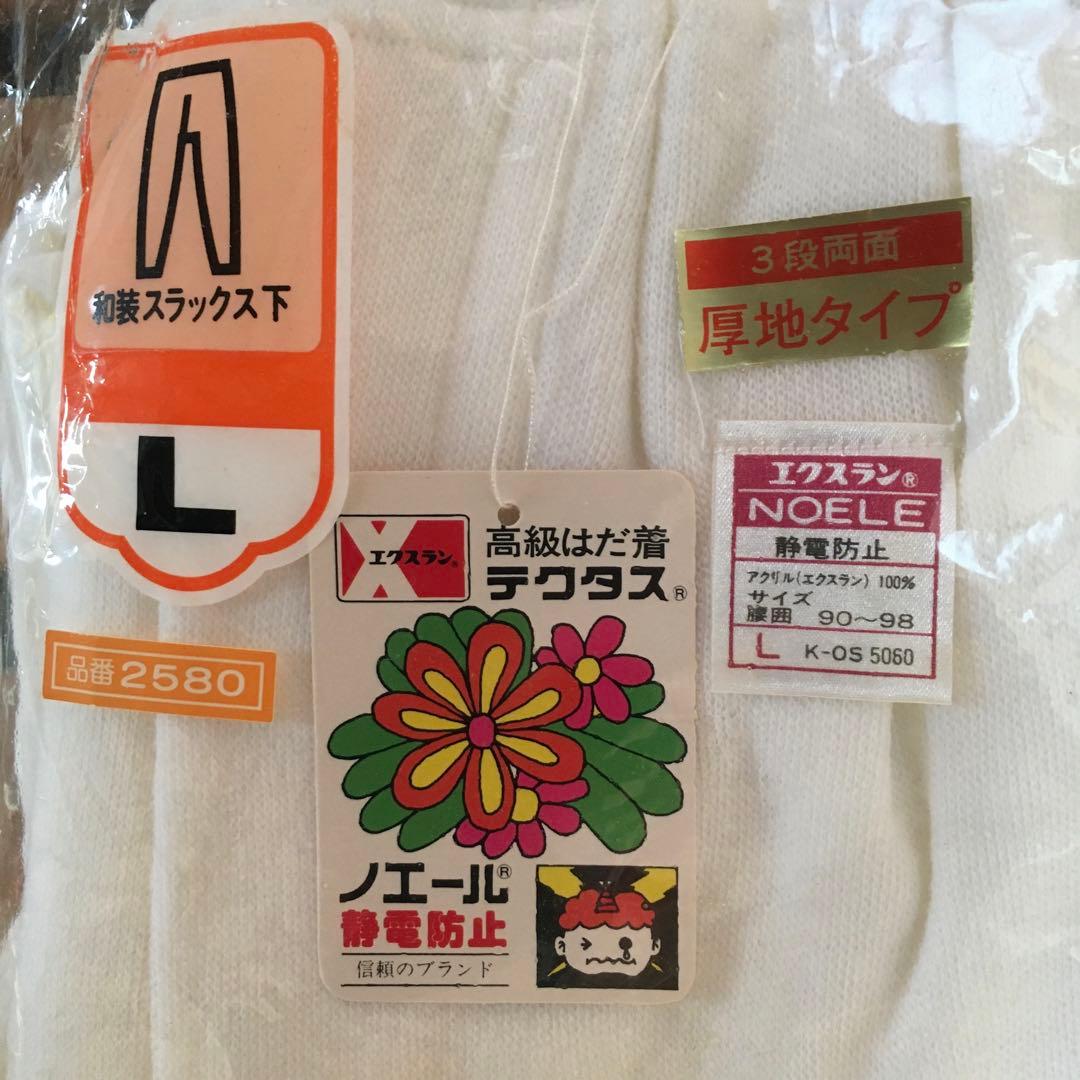 和装スラックス下
L
品番2580
3段両面
厚地タイプ
エクスラン®
NOELE
静電防止
アクリル(エクスラン) 100%
サイズ
腰囲 90〜98
L K-OS 5060
X
エクスラン®
高級はだ着
テクタス®
ノエール®
静電防止
信頼のブランド